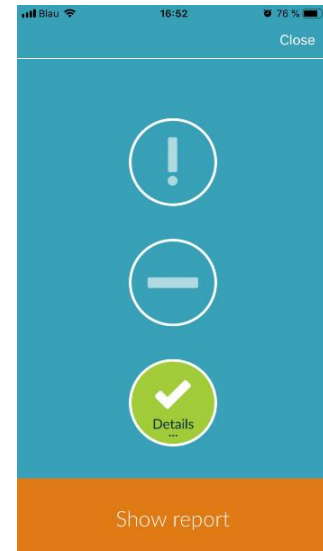 Blau 16:52 76 %
Close
Details
...
Show report